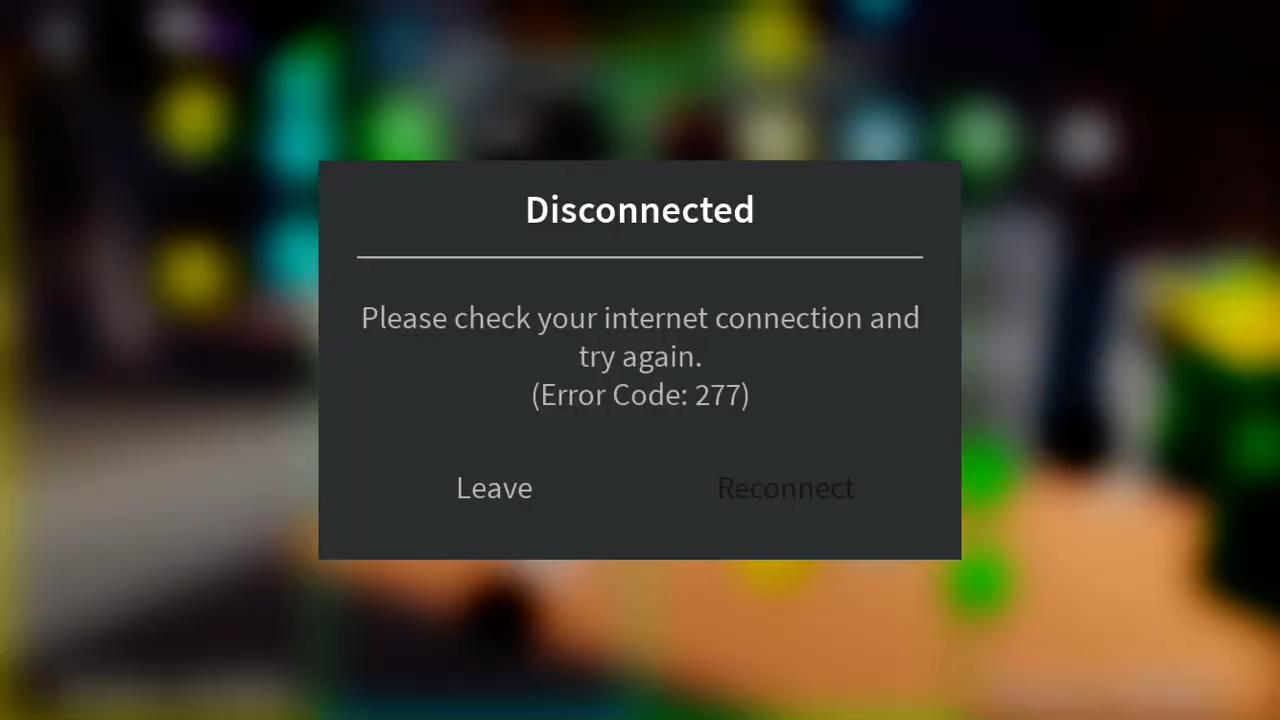 Disconnected
Please check your internet connection and
try again.
(Error Code: 277)
Leave
Reconnect